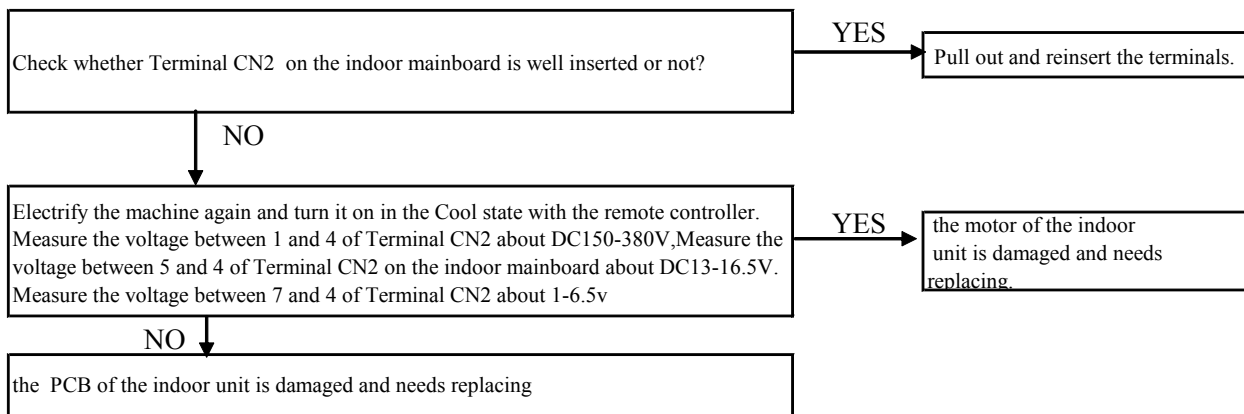 Check whether Terminal CN2 on the indoor mainboard is well inserted or not?
YES
Pull out and reinsert the terminals.
NO
Electrify the machine again and turn it on in the Cool state with the remote controller.
Measure the voltage between 1 and 4 of Terminal CN2 about DC150-380V,Measure the
voltage between 5 and 4 of Terminal CN2 on the indoor mainboard about DC13-16.5V.
Measure the voltage between 7 and 4 of Terminal CN2 about 1-6.5v
YES
the motor of the indoor
unit is damaged and needs
replacing.
NO
the PCB of the indoor unit is damaged and needs replacing